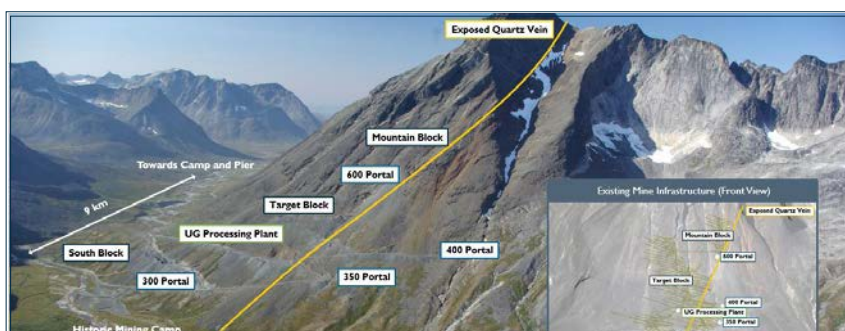 Exposed Quartz Vein
Mountain Block
Towards Camp and Pier
600 Portal
9 km
Target Block
UG Processing Plant
South Block
400 Portal
300 Portal
350 Portal
Historic Mining Camp
Existing Mine Infrastructure (Front View)
Exposed Quartz Vein
Mountain Block
600 Portal
Target Block
400 Portal
UG Processing Plant
350 Portal